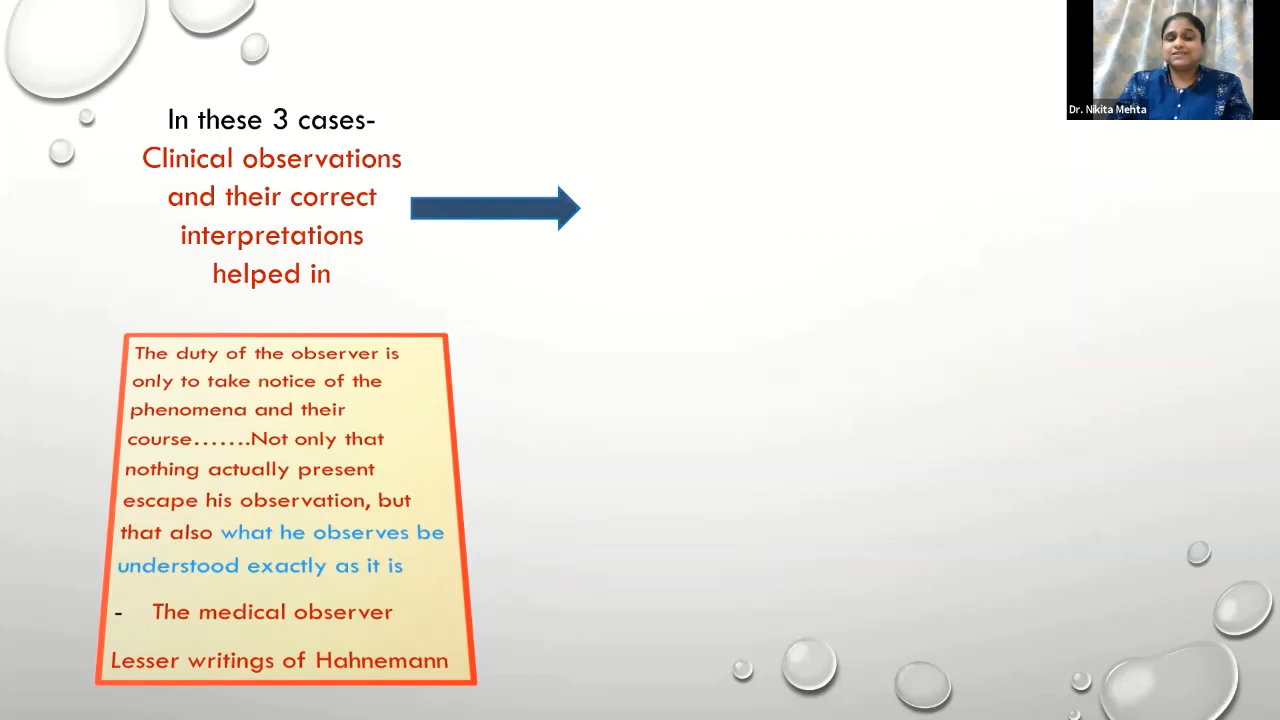 In these 3 cases-
Clinical observations
and their correct
interpretations
helped in
The duty of the observer is
only to take notice of the
phenomena and their
course.......Not only that
nothing actually present
escape his observation, but
that also what he observes be
understood exactly as it is
- The medical observer
Lesser writings of Hahnemann
Dr. Nikita Mehta